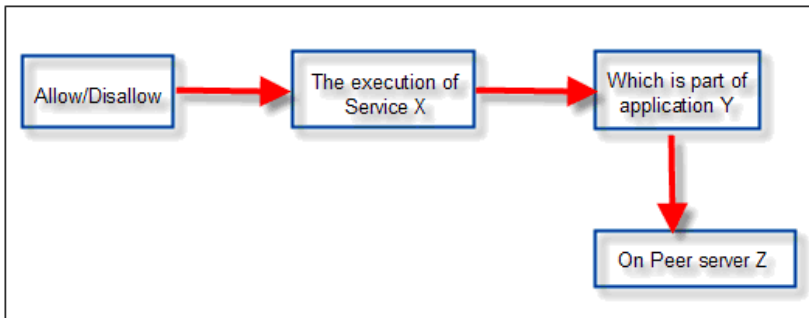 Allow/Disallow
The execution of
Service X
Which is part of
application Y
On Peer server Z